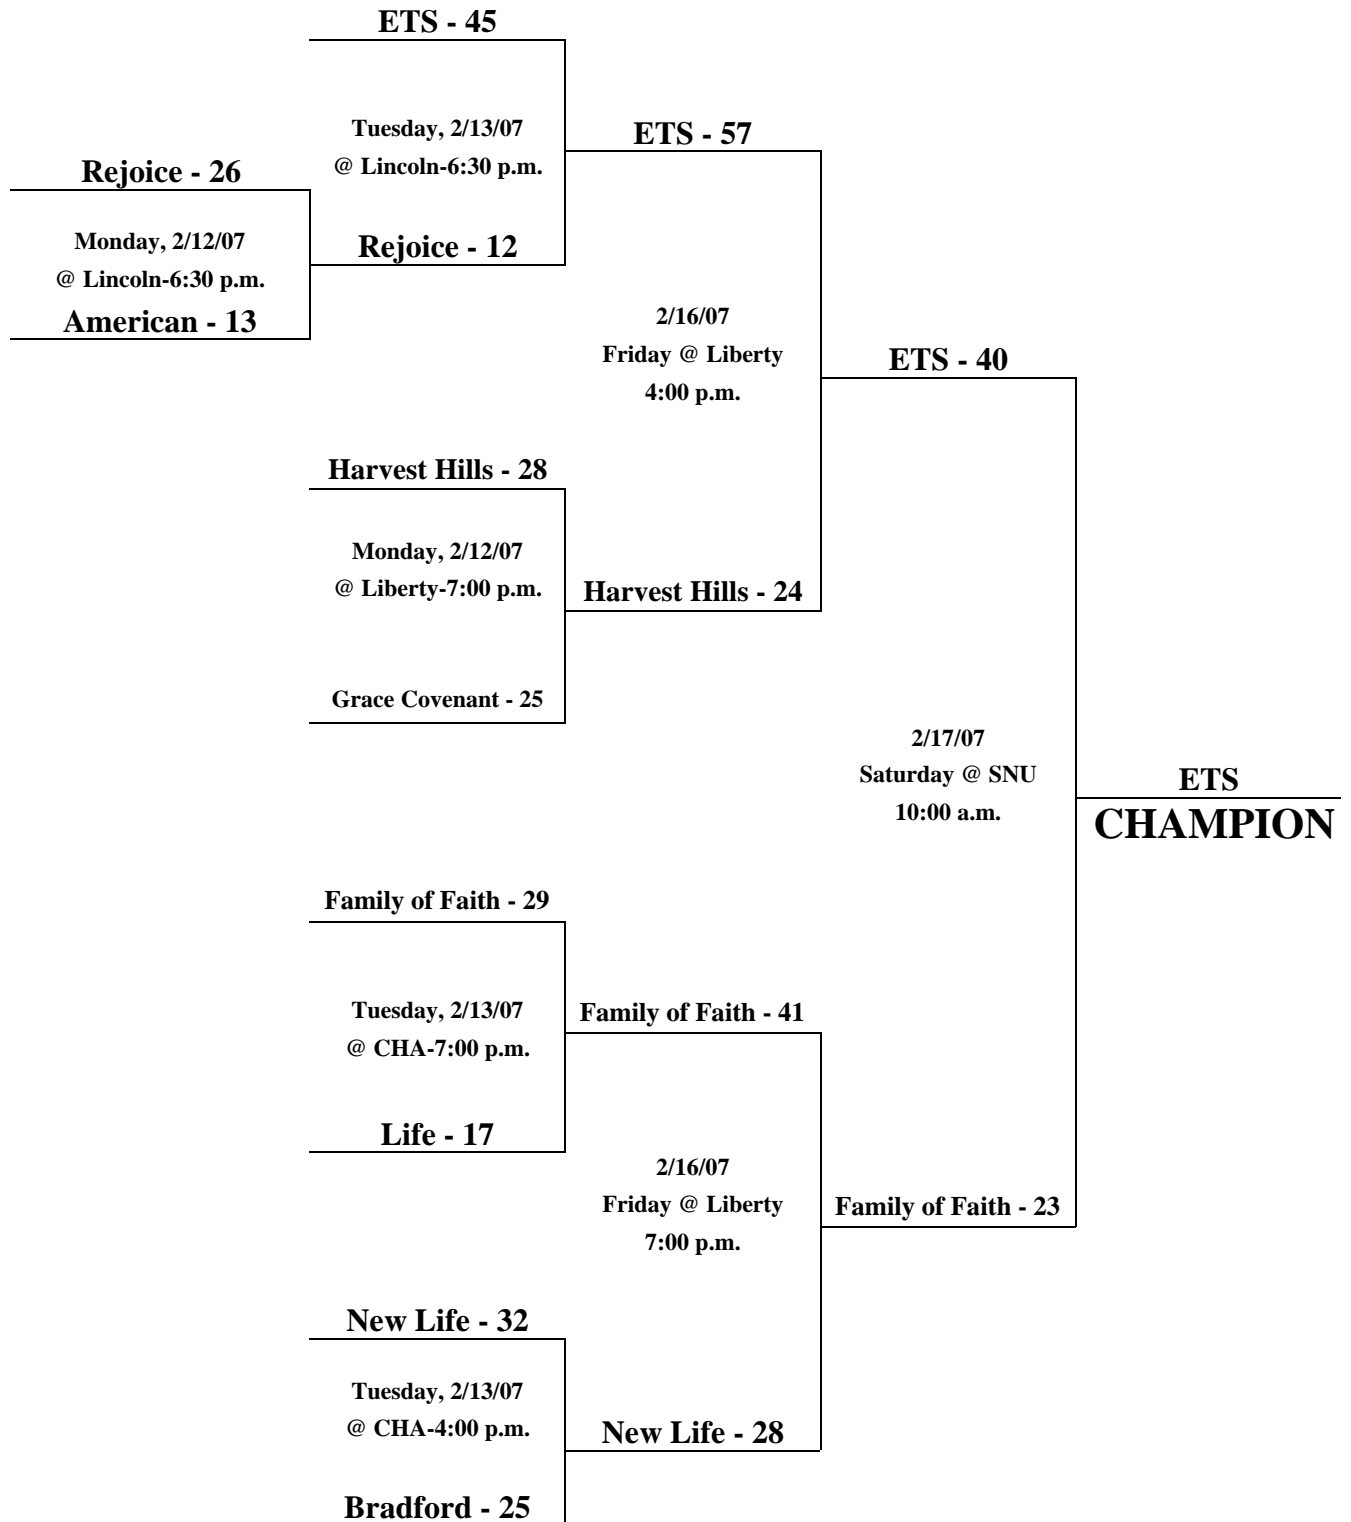 ETS - 45
Tuesday, 2/13/07
@ Lincoln-6:30 p.m.
ETS - 57
Rejoice - 26
Monday, 2/12/07
@ Lincoln-6:30 p.m.
Rejoice - 12
American - 13
2/16/07
Friday @ Liberty
4:00 p.m.
ETS - 40
Harvest Hills - 28
Monday, 2/12/07
@ Liberty-7:00 p.m.
Harvest Hills - 24
Grace Covenant - 25
2/17/07
Saturday @ SNU
10:00 a.m.
ETS
CHAMPION
Family of Faith - 29
Tuesday, 2/13/07
@ CHA-7:00 p.m.
Family of Faith - 41
Life - 17
2/16/07
Friday @ Liberty
7:00 p.m.
Family of Faith - 23
New Life - 32
Tuesday, 2/13/07
@ CHA-4:00 p.m.
New Life - 28
Bradford - 25